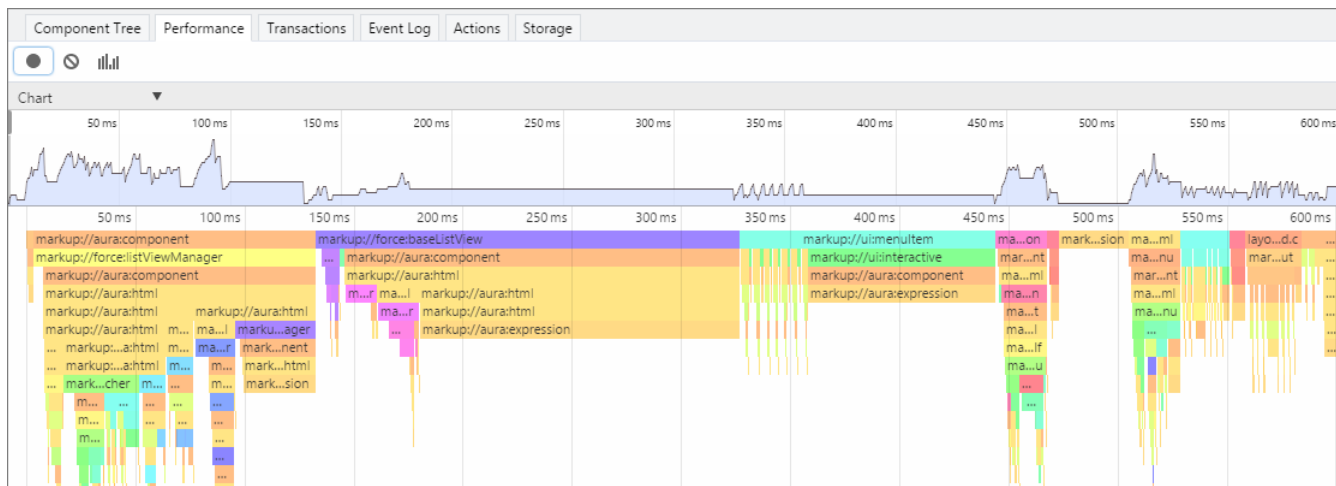 Component Tree Performance Transactions Event Log Actions Storage
Chart ▼
50 ms 100 ms 150 ms 200 ms 250 ms 300 ms 350 ms 400 ms 450 ms 500 ms 550 ms 600 ms
50 ms 100 ms 150 ms 200 ms 250 ms 300 ms 350 ms 400 ms 450 ms 500 ms 550 ms 600 ms
markup://aura:component markup://force:baseListView markup://ui:menuItem ma...on mark...sion ma...ml layo...d.c ...
markup://force:listViewManager ... markup://aura:component markup://ui:interactive mar...nt ma...nu mar...ut ...
markup://aura:component markup://aura:html markup://aura:component ma...ml mar...nt ...
markup://aura:html m...r ma...l markup://aura:html markup://aura:expression ma...n ma...ml ...
markup://aura:html markup://aura:html ma...r markup://aura:html ma...t ma...nu ...
markup://aura:html m... ma...l marku...ager ... markup://aura:expression ma...l ... ...
... markup:...a:html m... ma...r mark...nent ma...lf ...
... markup:...a:html m... m... mark...html ma...u
... mark...cher m... ... m... mark...sion ...
m... ... m... ... ... ...
m... ... ... ...
m... ... ...
...
...